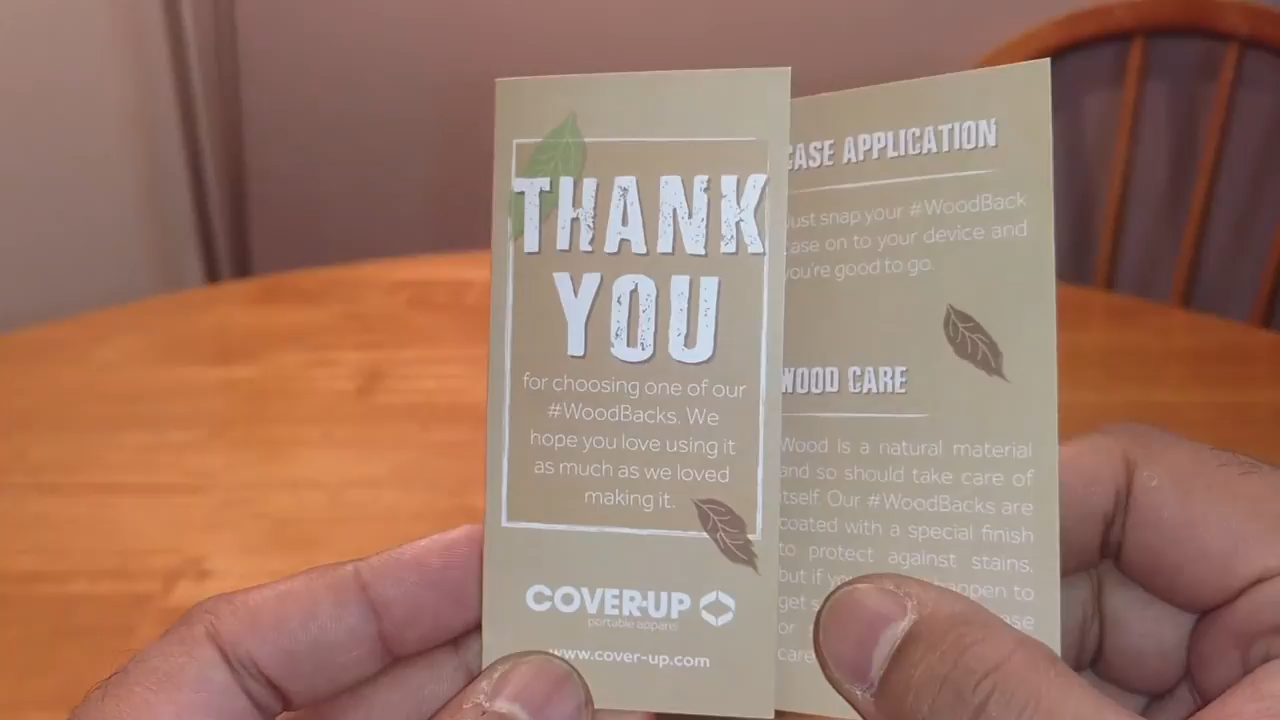 THANK
YOU
for choosing one of our
#WoodBacks. We
hope you love using it
as much as we loved
making it.
COVER-UP
portable apparel
www.cover-up.com
CASE APPLICATION
Just snap your #WoodBack
case on to your device and
you're good to go.
WOOD CARE
Wood is a natural material
and so should take care of
itself. Our #WoodBacks are
coated with a special finish
to protect against stains,
but if you happen to
get
or
care